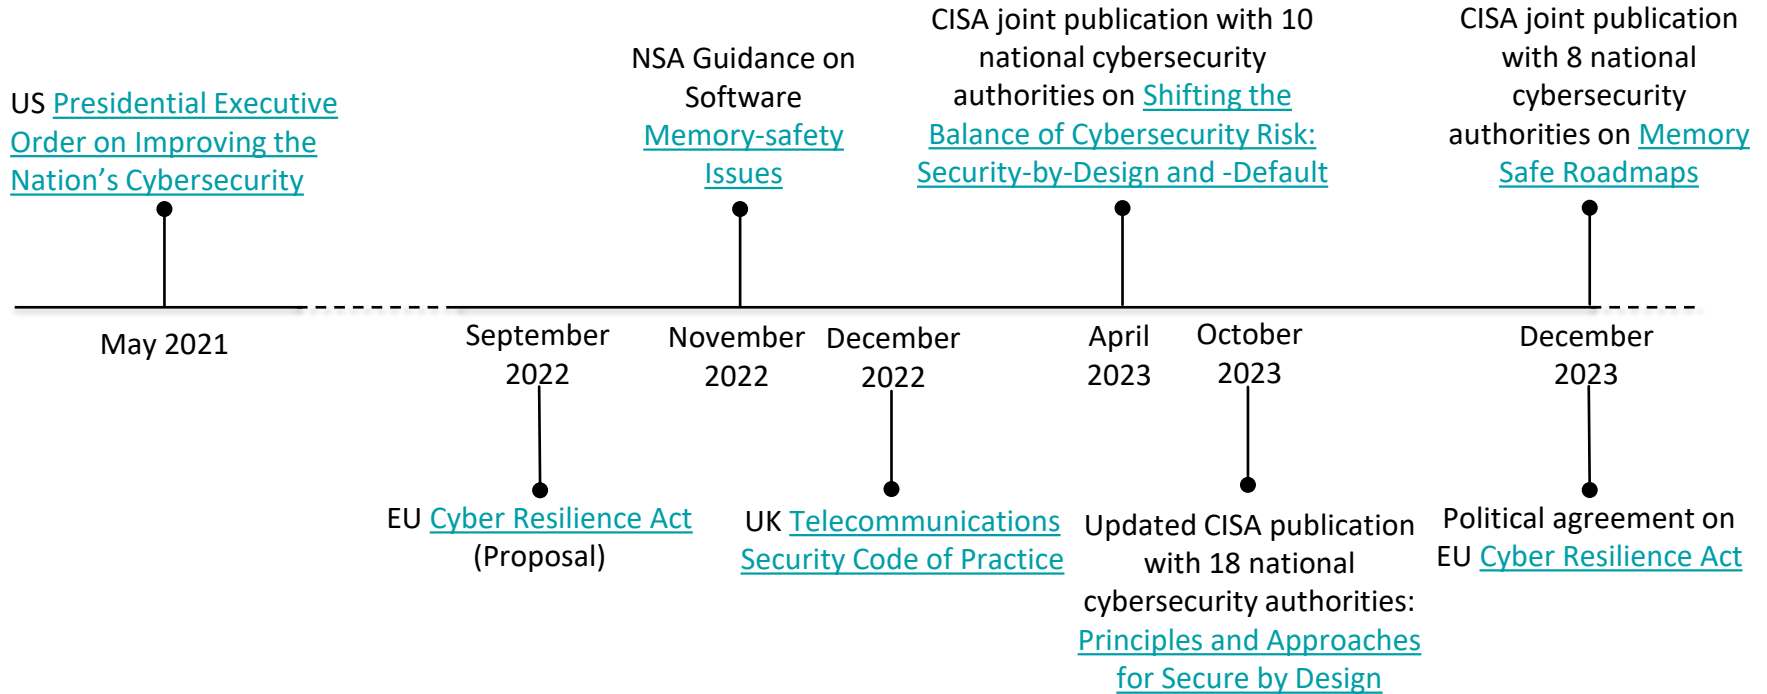 US Presidential Executive
Order on Improving the
Nation’s Cybersecurity
NSA Guidance on
Software
Memory-safety
Issues
CISA joint publication with 10
national cybersecurity
authorities on Shifting the
Balance of Cybersecurity Risk:
Security-by-Design and -Default
CISA joint publication
with 8 national
cybersecurity
authorities on Memory
Safe Roadmaps
May 2021
September
2022
November
2022
December
2022
April
2023
October
2023
December
2023
EU Cyber Resilience Act
(Proposal)
UK Telecommunications
Security Code of Practice
Updated CISA publication
with 18 national
cybersecurity authorities:
Principles and Approaches
for Secure by Design
Political agreement on
EU Cyber Resilience Act